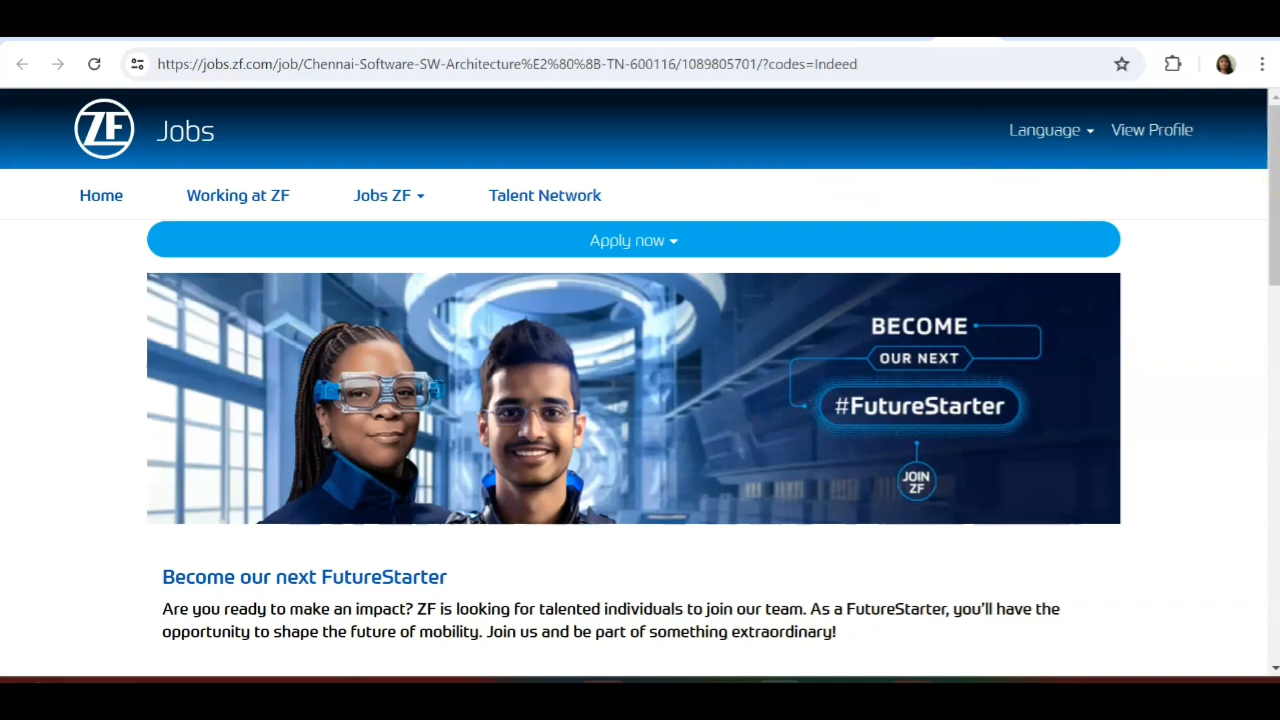 https://jobs.zf.com/job/Chennai-Software-SW-Architecture%E2%80%8B-TN-600116/1089805701/?codes=Indeed
ZF Jobs
Language View Profile
Home Working at ZF Jobs ZF Talent Network
Apply now
BECOME
OUR NEXT
#FutureStarter
JOIN
ZF
Become our next FutureStarter
Are you ready to make an impact? ZF is looking for talented individuals to join our team. As a FutureStarter, you'll have the
opportunity to shape the future of mobility. Join us and be part of something extraordinary!